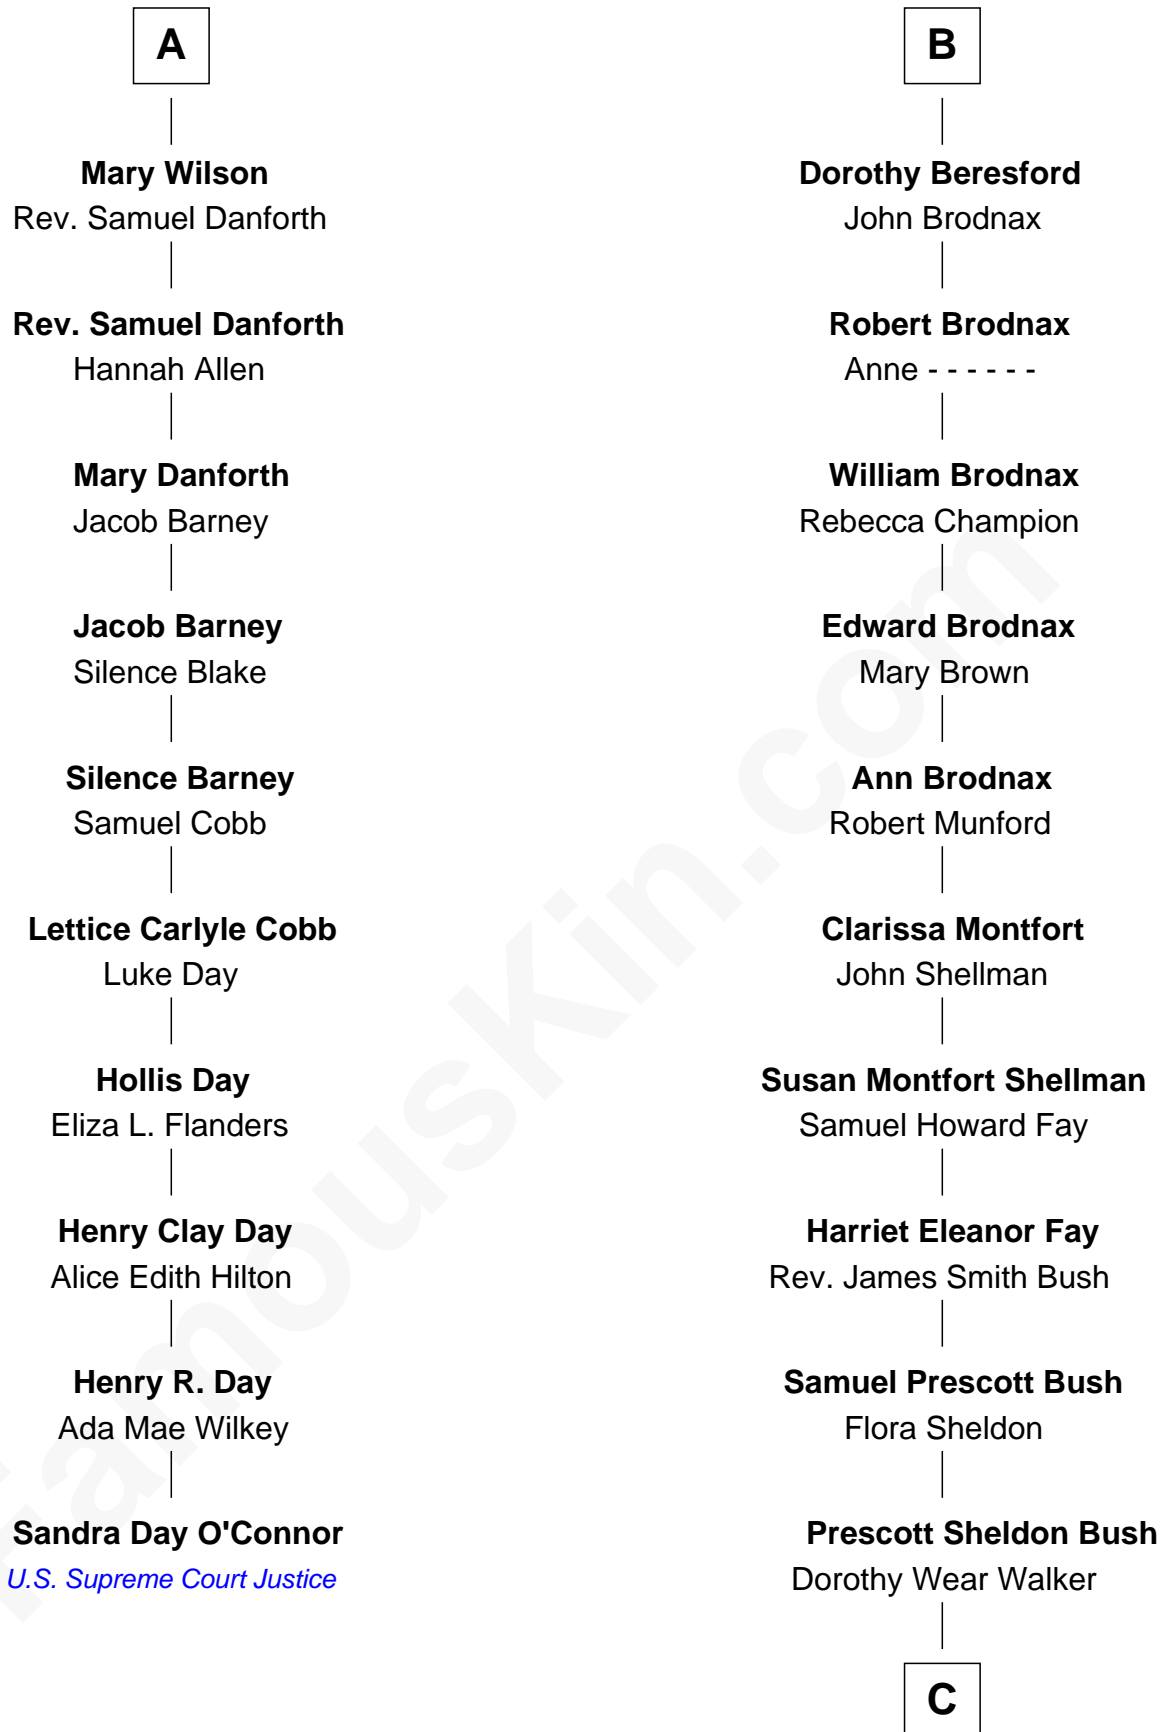 A
Mary Wilson
Rev. Samuel Danforth
Rev. Samuel Danforth
Hannah Allen
Mary Danforth
Jacob Barney
Jacob Barney
Silence Blake
Silence Barney
Samuel Cobb
Lettice Carlyle Cobb
Luke Day
Hollis Day
Eliza L. Flanders
Henry Clay Day
Alice Edith Hilton
Henry R. Day
Ada Mae Wilkey
Sandra Day O'Connor
U.S. Supreme Court Justice
B
Dorothy Beresford
John Brodnax
Robert Brodnax
Anne - - - - - -
William Brodnax
Rebecca Champion
Edward Brodnax
Mary Brown
Ann Brodnax
Robert Munford
Clarissa Montfort
John Shellman
Susan Montfort Shellman
Samuel Howard Fay
Harriet Eleanor Fay
Rev. James Smith Bush
Samuel Prescott Bush
Flora Sheldon
Prescott Sheldon Bush
Dorothy Wear Walker
C
FamousKin.com